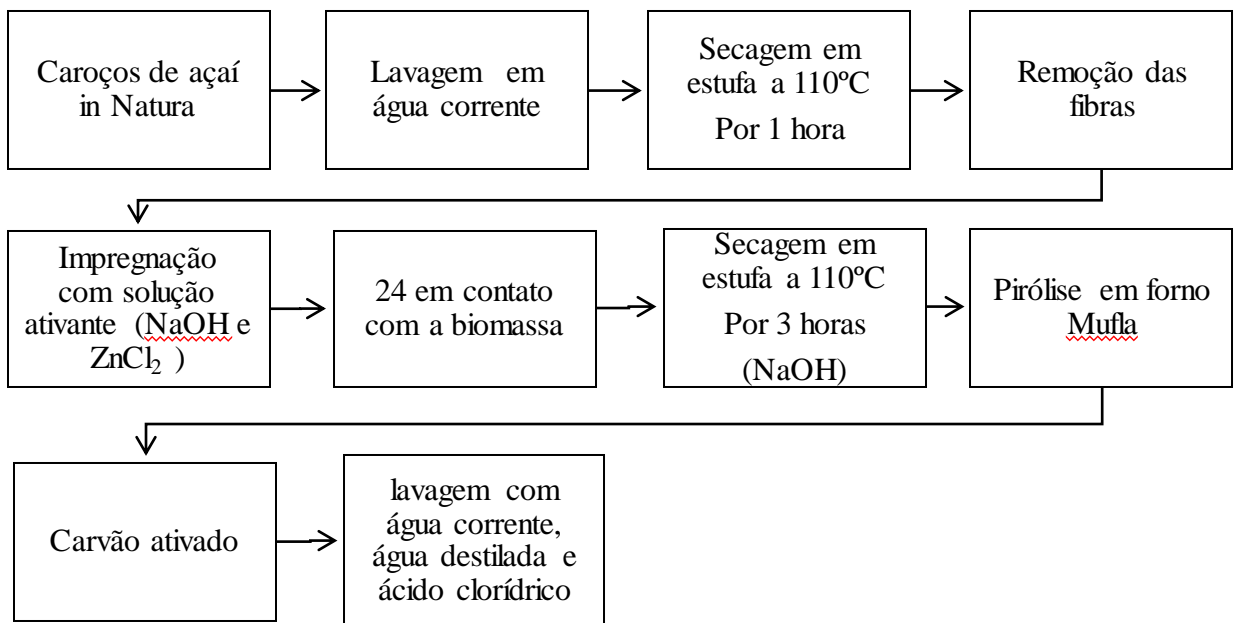 Caroços de açaí
in Natura
Lavagem em
água corrente
Secagem em
estufa a 110ºC
Por 1 hora
Remoção das
fibras
Impregnação
com solução
ativante (NaOH e
ZnCl₂ )
24 em contato
com a biomassa
Secagem em
estufa a 110ºC
Por 3 horas
(NaOH)
Pirólise em forno
Mufla
Carvão ativado
lavagem com
água corrente,
água destilada e
ácido clorídrico